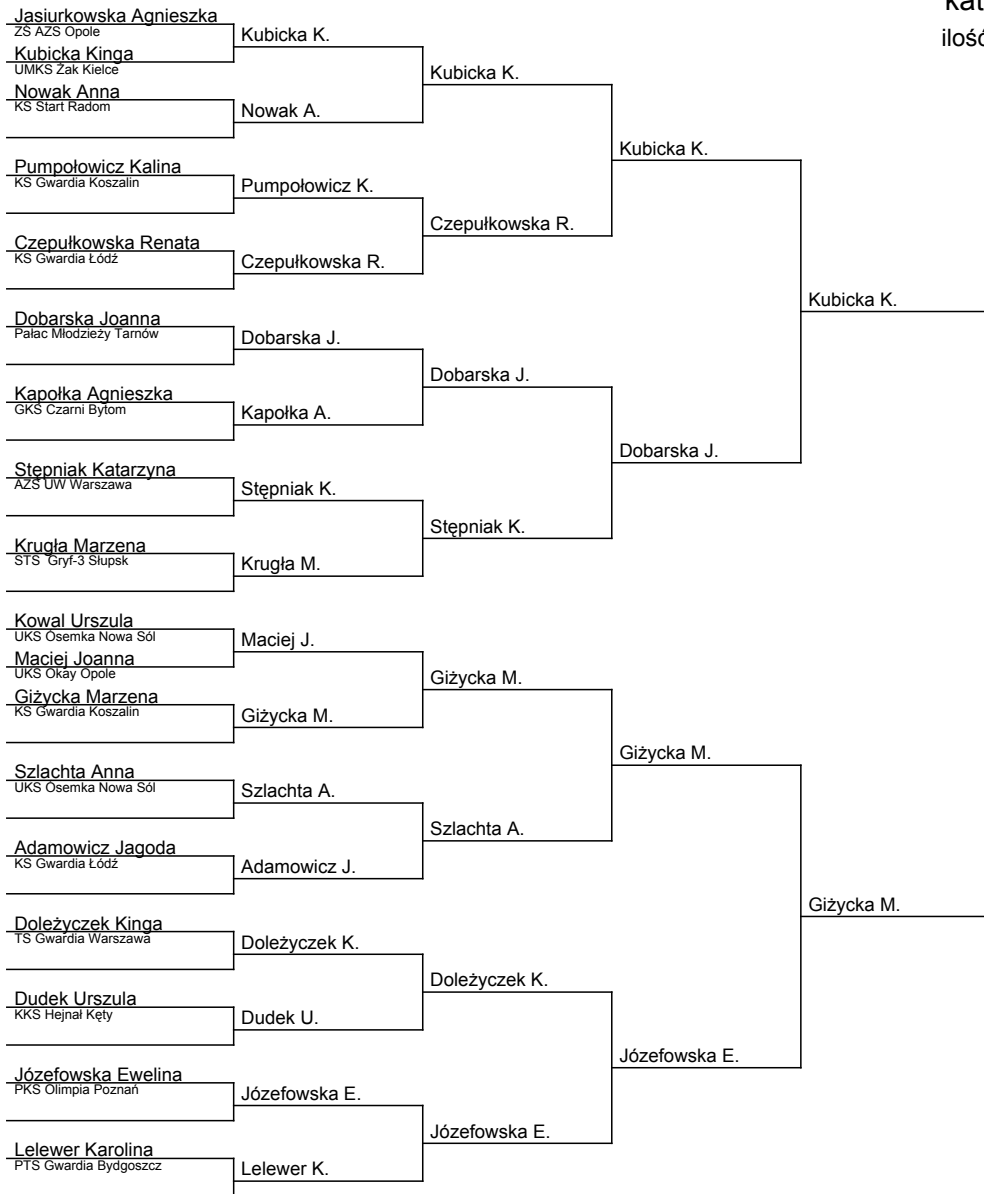 kat
ilość
Jasiurkowska Agnieszka
ZS AZS Opole
Kubicka K.
Kubicka Kinga
UMKS Żak Kielce
Kubicka K.
Nowak Anna
KS Start Radom
Nowak A.
Kubicka K.
Pumpołowicz Kalina
KS Gwardia Koszalin
Pumpołowicz K.
Czepułkowska R.
Czepułkowska Renata
KS Gwardia Łódź
Czepułkowska R.
Kubicka K.
Dobarska Joanna
Pałac Młodzieży Tarnów
Dobarska J.
Dobarska J.
Kapołka Agnieszka
GKS Czarni Bytom
Kapołka A.
Dobarska J.
Stępniak Katarzyna
AZS UW Warszawa
Stępniak K.
Stępniak K.
Krugła Marzena
STS Gryf-3 Słupsk
Krugła M.
Kowal Urszula
UKS Ósemka Nowa Sól
Maciej J.
Maciej Joanna
UKS Okay Opole
Giżycka M.
Giżycka Marzena
KS Gwardia Koszalin
Giżycka M.
Giżycka M.
Szlachta Anna
UKS Ósemka Nowa Sól
Szlachta A.
Szlachta A.
Adamowicz Jagoda
KS Gwardia Łódź
Adamowicz J.
Giżycka M.
Doleżyczek Kinga
TS Gwardia Warszawa
Doleżyczek K.
Doleżyczek K.
Dudek Urszula
KKS Hejnał Kęty
Dudek U.
Józefowska E.
Józefowska Ewelina
PKS Olimpia Poznań
Józefowska E.
Józefowska E.
Lelewer Karolina
PTS Gwardia Bydgoszcz
Lelewer K.